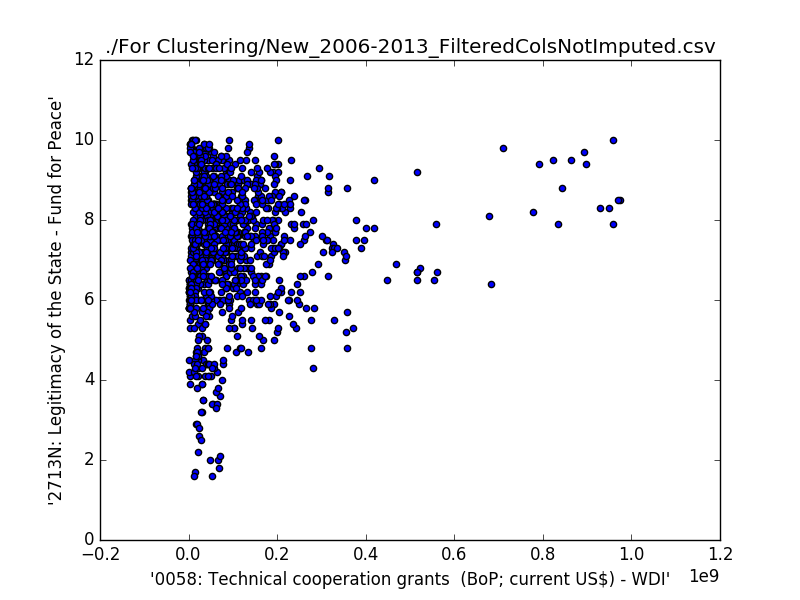 ./For Clustering/New_2006-2013_FilteredColsNotImputed.csv
12
10
8
6
4
2
0
'2713N: Legitimacy of the State - Fund for Peace'
−0.2 0.0 0.2 0.4 0.6 0.8 1.0 1.2
1e9
'0058: Technical cooperation grants  (BoP; current US$) - WDI'